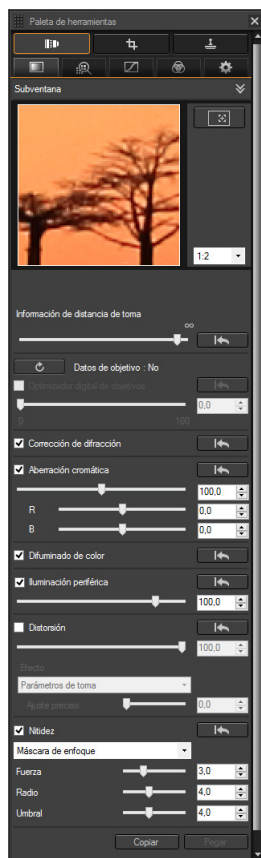 Paleta de herramientas
Subventana
1:2
Información de distancia de toma
∞
Datos de objetivo : No
Optimizador digital de objetivos
0,0
0 100
Corrección de difracción
Aberración cromática
100,0
R 0,0
B 0,0
Difuminado de color
Iluminación periférica
100,0
Distorsión
100,0
Efecto
Parámetros de toma
Ajuste preciso 0,0
Nitidez
Máscara de enfoque
Fuerza 3,0
Radio 4,0
Umbral 4,0
Copiar Pegar